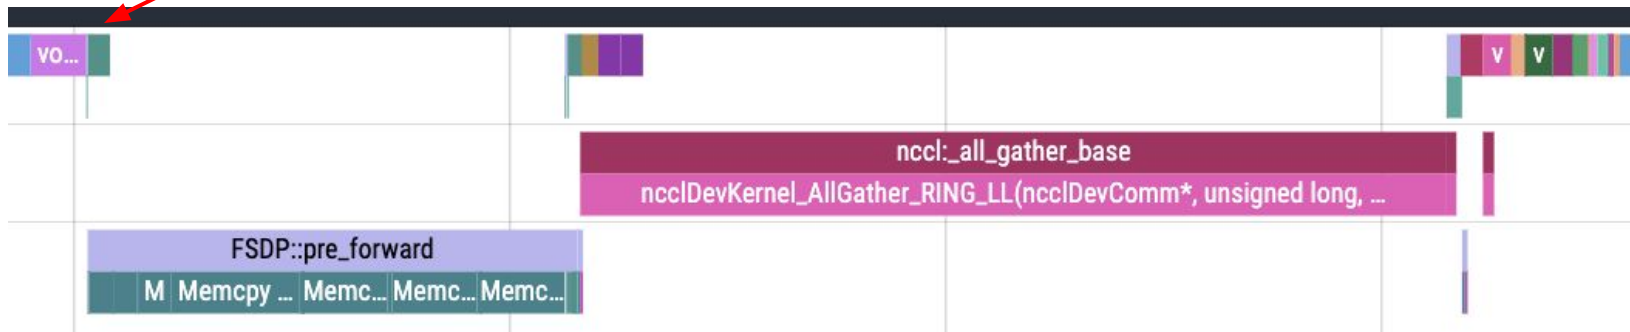 vo...
v v
nccl:_all_gather_base
ncclDevKernel_AllGather_RING_LL(ncclDevComm*, unsigned long, ...
FSDP::pre_forward
M Memcpy ... Memc... Memc... Memc...